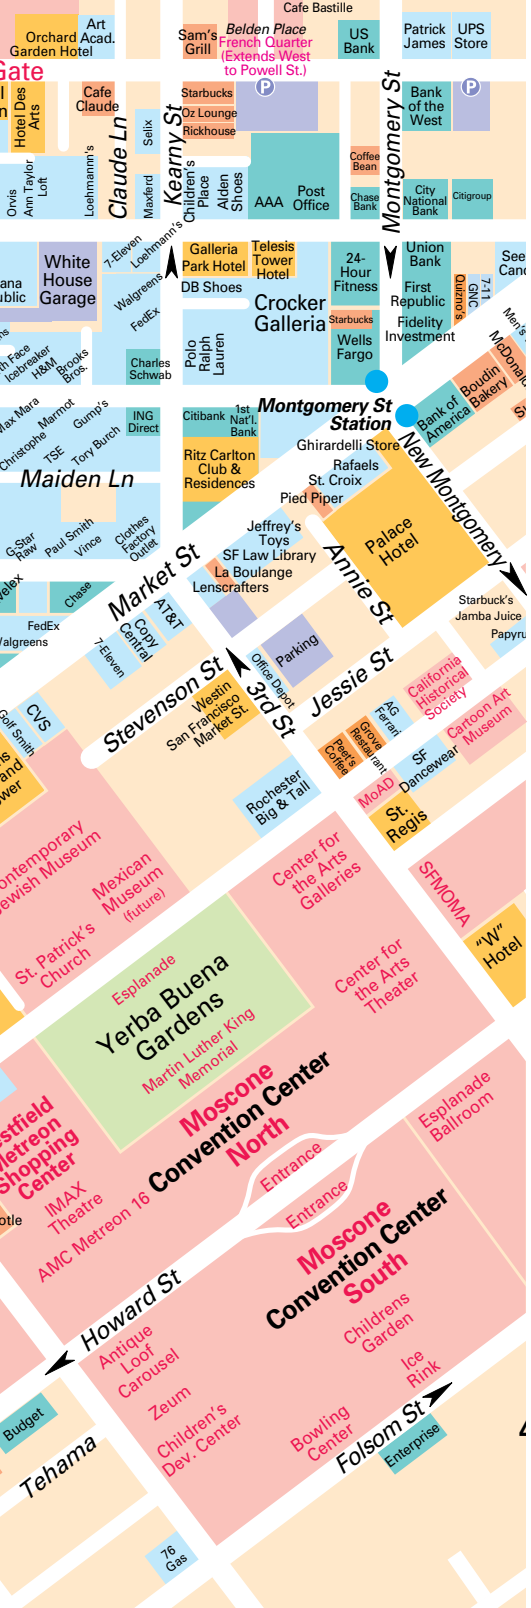 Cafe Bastille
Orchard
Garden Hotel
Art
Acad.
Sam's
Grill
Belden Place
French Quarter
(Extends West
to Powell St.)
US
Bank
Patrick
James
UPS
Store
Gate
Hotel Des
Arts
Cafe
Claude
Claude Ln
Selix
Maxferd
Kearny St
Starbucks
Oz Lounge
Rickhouse
P
Montgomery St
Bank
of the
West
P
Orvis
Ann Taylor
Loft
Loehmann's
Children's
Place
Alden
Shoes
AAA
Post
Office
Coffee
Bean
Chase
Bank
City
National
Bank
Citigroup
White
House
Garage
7-Eleven
Loehmann's
Walgreens
FedEx
Galleria
Park Hotel
Telesis
Tower
Hotel
DB Shoes
Crocker
Galleria
Polo
Ralph
Lauren
24-
Hour
Fitness
Starbucks
Wells
Fargo
Union
Bank
First
Republic
Fidelity
Investment
Quizno's
GNC
7-11
See's
Men's
McDonald
Boudin
Bakery
Bank of
America
Icebreaker
H&M
Brooks
Bros.
Charles
Schwab
Max Mara
Marmot
Gump's
Christophe
TSE
Tory Burch
ING
Direct
Citibank
1st
Nat'l.
Bank
Montgomery St
Station
Ghirardelli Store
Rafaels
St. Croix
Pied Piper
New Montgomery
Maiden Ln
Ritz Carlton
Club &
Residences
G-Star
Raw
Paul Smith
Vince
Clothes
Factory
Outlet
Jeffrey's
Toys
SF Law Library
La Boulange
Lenscrafters
Palace
Hotel
Annie St
Market St
Chase
FedEx
Walgreens
7-Eleven
Copy
Central
AT&T
Starbuck's
Jamba Juice
Papyru
Stevenson St
Office Depot
Parking
3rd St
Jessie St
Westin
San Francisco
Market St.
California
Historical
Society
Golf Smith
CVS
Peet's
Coffee
Grove
Restaurant
AG
Ferrari
SF
Dancewear
Cartoon Art
Museum
MoAD
St.
Regis
Rochester
Big & Tall
ontemporary
Jewish Museum
Mexican
Museum
(future)
St. Patrick's
Church
Center for
the Arts
Galleries
SFMOMA
"W"
Hotel
Center for
the Arts
Theater
Esplanade
Yerba Buena
Gardens
Martin Luther King
Memorial
Moscone
Convention Center
North
Esplanade
Ballroom
estfield
Metreon
Shopping
Center
IMAX
Theatre
AMC Metreon 16
otle
Entrance
Entrance
Moscone
Convention Center
South
Howard St
Antique
Loof
Carousel
Zeum
Children's
Dev. Center
Childrens
Garden
Ice
Rink
Bowling
Center
Folsom St
Enterprise
Budget
Tehama
76
Gas